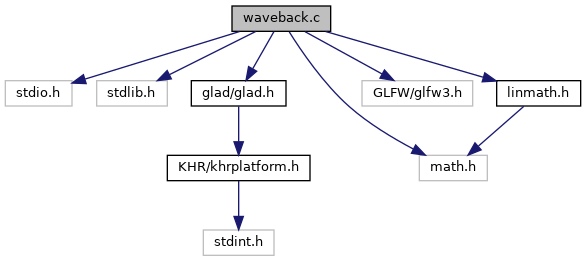 waveback.c
stdio.h
stdlib.h
glad/glad.h
GLFW/glfw3.h
linmath.h
KHR/khrplatform.h
math.h
stdint.h